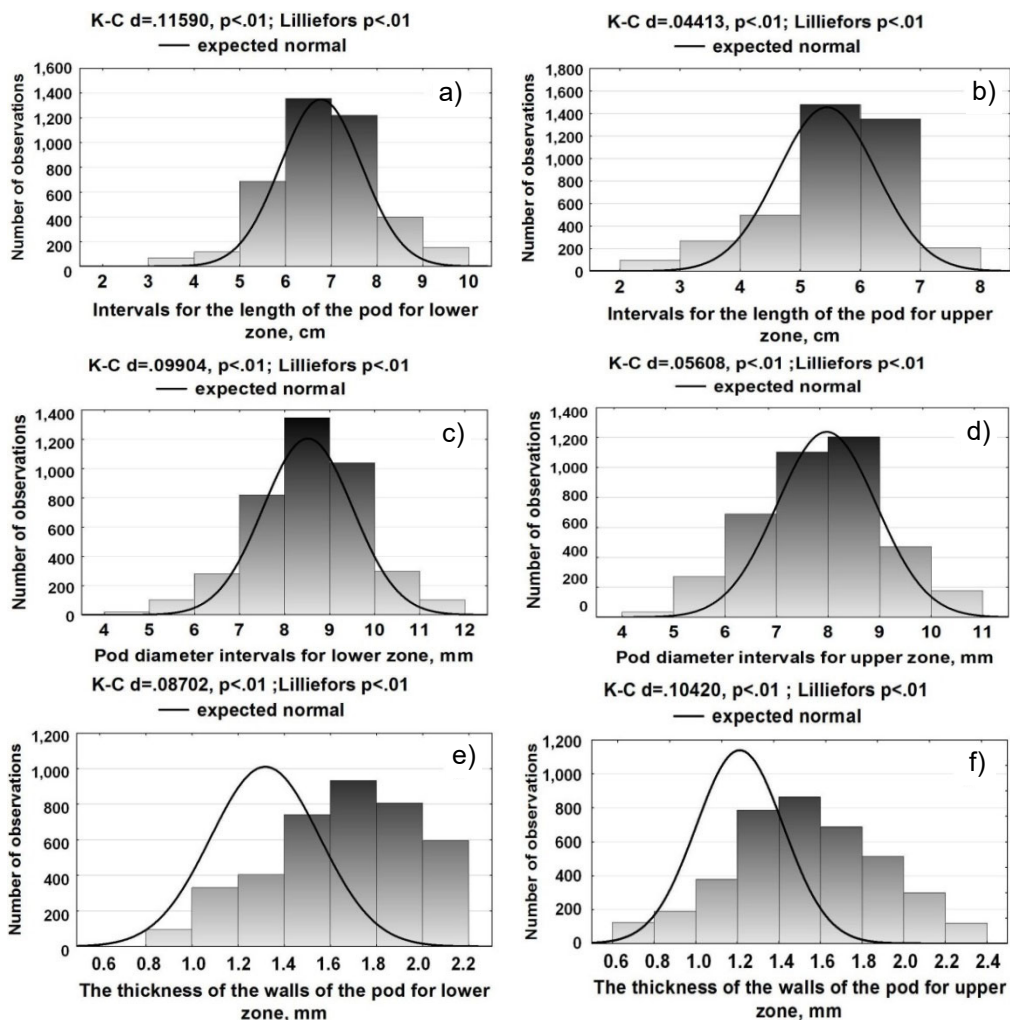 K-C d=.11590, p<.01; Lilliefors p<.01
expected normal
a)
Number of observations
1,600
1,400
1,200
1,000
800
600
400
200
0
2 3 4 5 6 7 8 9 10
Intervals for the length of the pod for lower
zone, cm
K-C d=.04413, p<.01; Lilliefors p<.01
expected normal
b)
Number of observations
1,800
1,600
1,400
1,200
1,000
800
600
400
200
0
2 3 4 5 6 7 8
Intervals for the length of the pod for upper
zone, cm
K-C d=.09904, p<.01; Lilliefors p<.01
expected normal
c)
Number of observations
1,400
1,200
1,000
800
600
400
200
0
4 5 6 7 8 9 10 11 12
Pod diameter intervals for lower zone, mm
K-C d=.05608, p<.01 ;Lilliefors p<.01
expected normal
d)
Number of observations
1,400
1,200
1,000
800
600
400
200
0
4 5 6 7 8 9 10 11
Pod diameter intervals for upper zone, mm
K-C d=.08702, p<.01 ;Lilliefors p<.01
expected normal
e)
Number of observations
1,200
1,000
800
600
400
200
0
0.6 0.8 1.0 1.2 1.4 1.6 1.8 2.0 2.2
The thickness of the walls of the pod for lower
zone, mm
K-C d=.10420, p<.01 ; Lilliefors p<.01
expected normal
f)
Number of observations
1,200
1,000
800
600
400
200
0
0.6 0.8 1.0 1.2 1.4 1.6 1.8 2.0 2.2 2.4
The thickness of the walls of the pod for upper
zone, mm